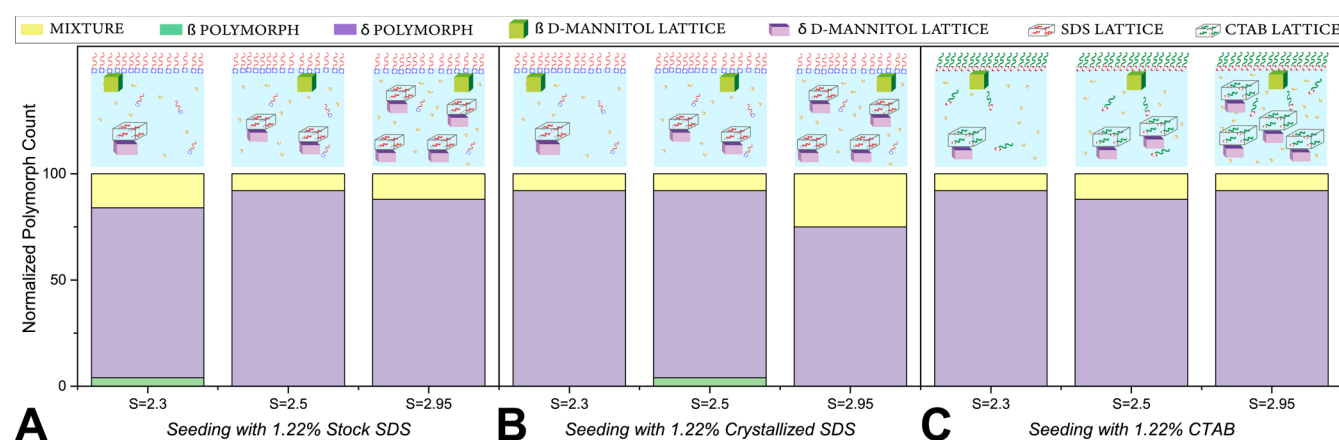 MIXTURE ß POLYMORPH δ POLYMORPH ß D-MANNITOL LATTICE δ D-MANNITOL LATTICE SDS LATTICE CTAB LATTICE
Normalized Polymorph Count
100
50
0
S=2.3 S=2.5 S=2.95 S=2.3 S=2.5 S=2.95 S=2.3 S=2.5 S=2.95
A Seeding with 1.22% Stock SDS B Seeding with 1.22% Crystallized SDS C Seeding with 1.22% CTAB